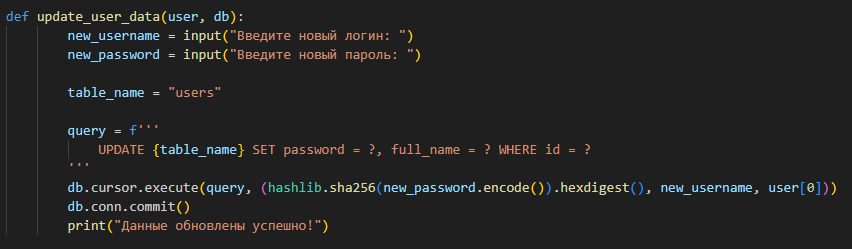 def update_user_data(user, db):
    new_username = input("Введите новый логин: ")
    new_password = input("Введите новый пароль: ")

    table_name = "users"

    query = f'''
        UPDATE {table_name} SET password = ?, full_name = ? WHERE id = ?
    '''
    db.cursor.execute(query, (hashlib.sha256(new_password.encode()).hexdigest(), new_username, user[0]))
    db.conn.commit()
    print("Данные обновлены успешно!")